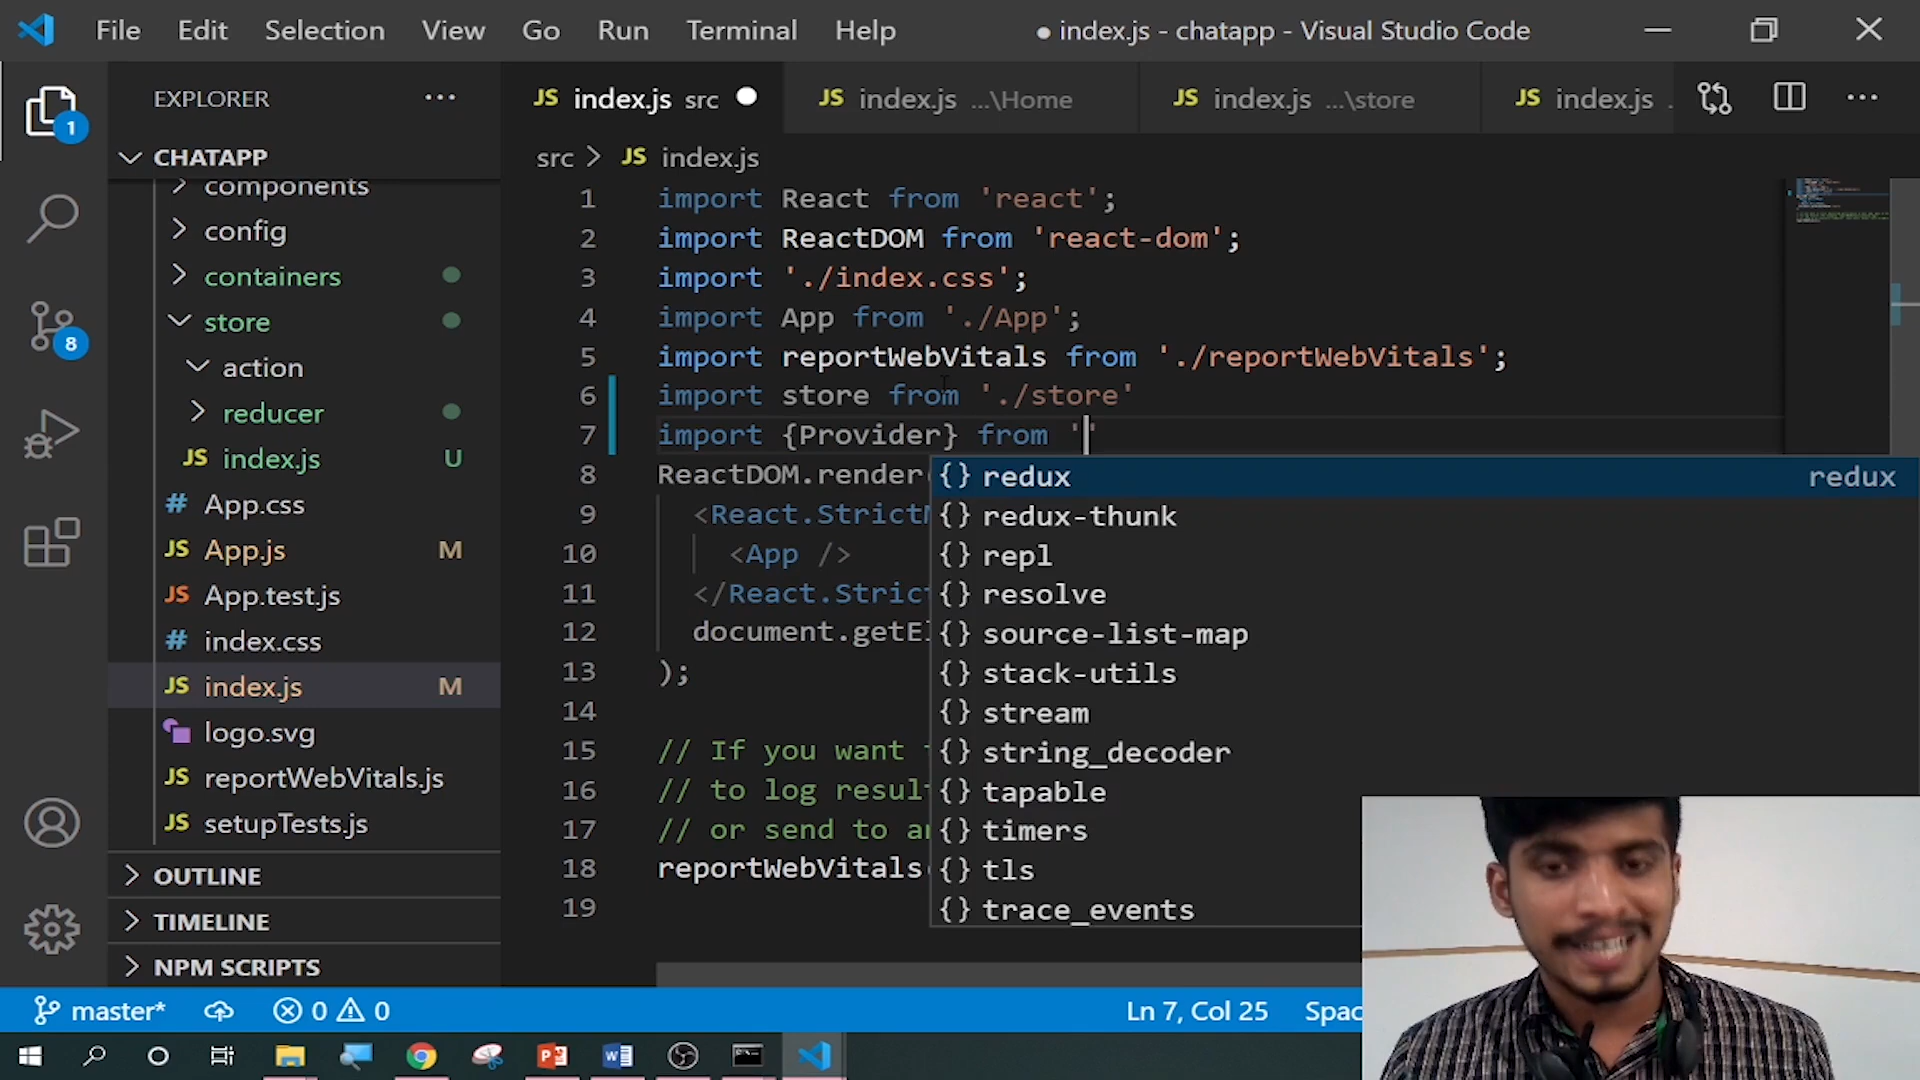 File Edit Selection View Go Run Terminal Help
● index.js - chatapp - Visual Studio Code
EXPLORER
JS index.js src
JS index.js ...\Home
JS index.js ...\store
JS index.js .
CHATAPP
components
config
containers
store
action
reducer
JS index.js U
# App.css
JS App.js M
JS App.test.js
# index.css
JS index.js M
logo.svg
JS reportWebVitals.js
JS setupTests.js
OUTLINE
TIMELINE
NPM SCRIPTS
1
8
src > JS index.js
1 import React from 'react';
2 import ReactDOM from 'react-dom';
3 import './index.css';
4 import App from './App';
5 import reportWebVitals from './reportWebVitals';
6 import store from './store'
7 import {Provider} from ''
8 ReactDOM.render
9 <React.Strict
10 <App />
11 </React.Strict
12 document.getEl
13 );
14
15 // If you want
16 // to log resul
17 // or send to an
18 reportWebVitals
19
{} redux redux
{} redux-thunk
{} repl
{} resolve
{} source-list-map
{} stack-utils
{} stream
{} string_decoder
{} tapable
{} timers
{} tls
{} trace_events
master* 0 0 Ln 7, Col 25 Spac